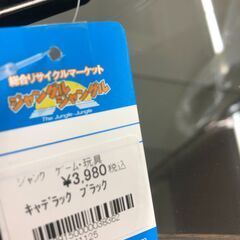 総合リサイクルマーケット
ジャングル
ジャングル
The Jungle Jungle
ジャンク ゲーム・玩具
¥3,980税込
キャデラック ブラック